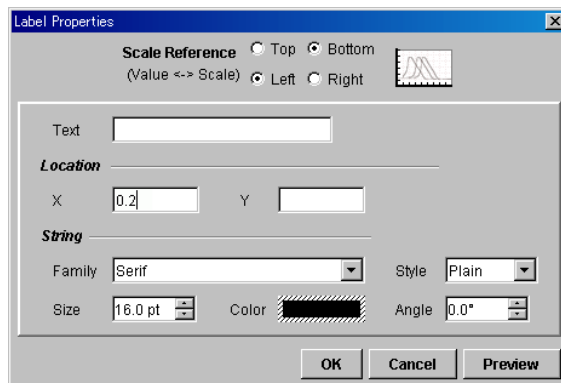 Label Properties
Scale Reference Top Bottom
(Value <-> Scale) Left Right
Text
Location
X 0.2 Y
String
Family Serif Style Plain
Size 16.0 pt Color Angle 0.0°
OK Cancel Preview